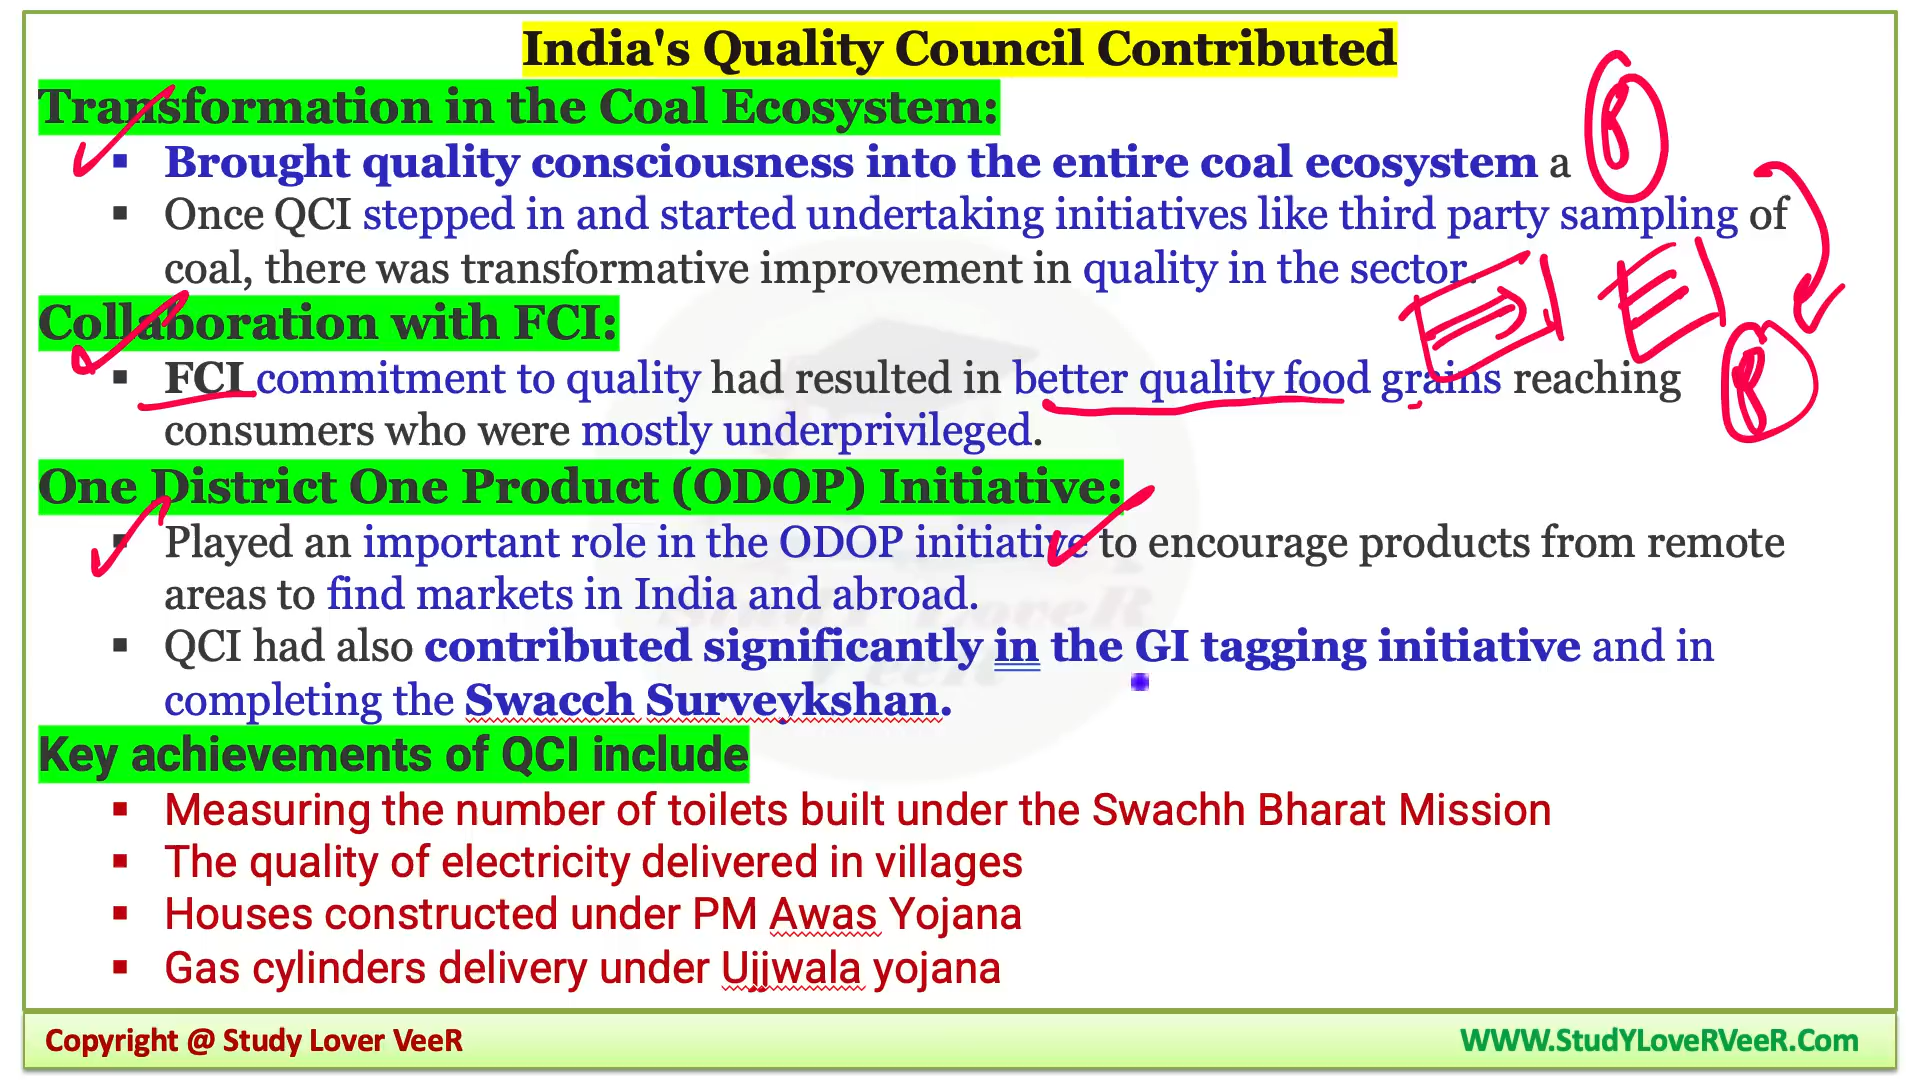 India's Quality Council Contributed
Transformation in the Coal Ecosystem:
▪ Brought quality consciousness into the entire coal ecosystem a
▪ Once QCI stepped in and started undertaking initiatives like third party sampling of
coal, there was transformative improvement in quality in the sector.
Collaboration with FCI:
▪ FCI commitment to quality had resulted in better quality food grains reaching
consumers who were mostly underprivileged.
One District One Product (ODOP) Initiative:
▪ Played an important role in the ODOP initiative to encourage products from remote
areas to find markets in India and abroad.
▪ QCI had also contributed significantly in the GI tagging initiative and in
completing the Swacch Surveykshan.
Key achievements of QCI include
▪ Measuring the number of toilets built under the Swachh Bharat Mission
▪ The quality of electricity delivered in villages
▪ Houses constructed under PM Awas Yojana
▪ Gas cylinders delivery under Ujjwala yojana
Copyright @ Study Lover VeeR
WWW.StudYLoveRVeeR.Com